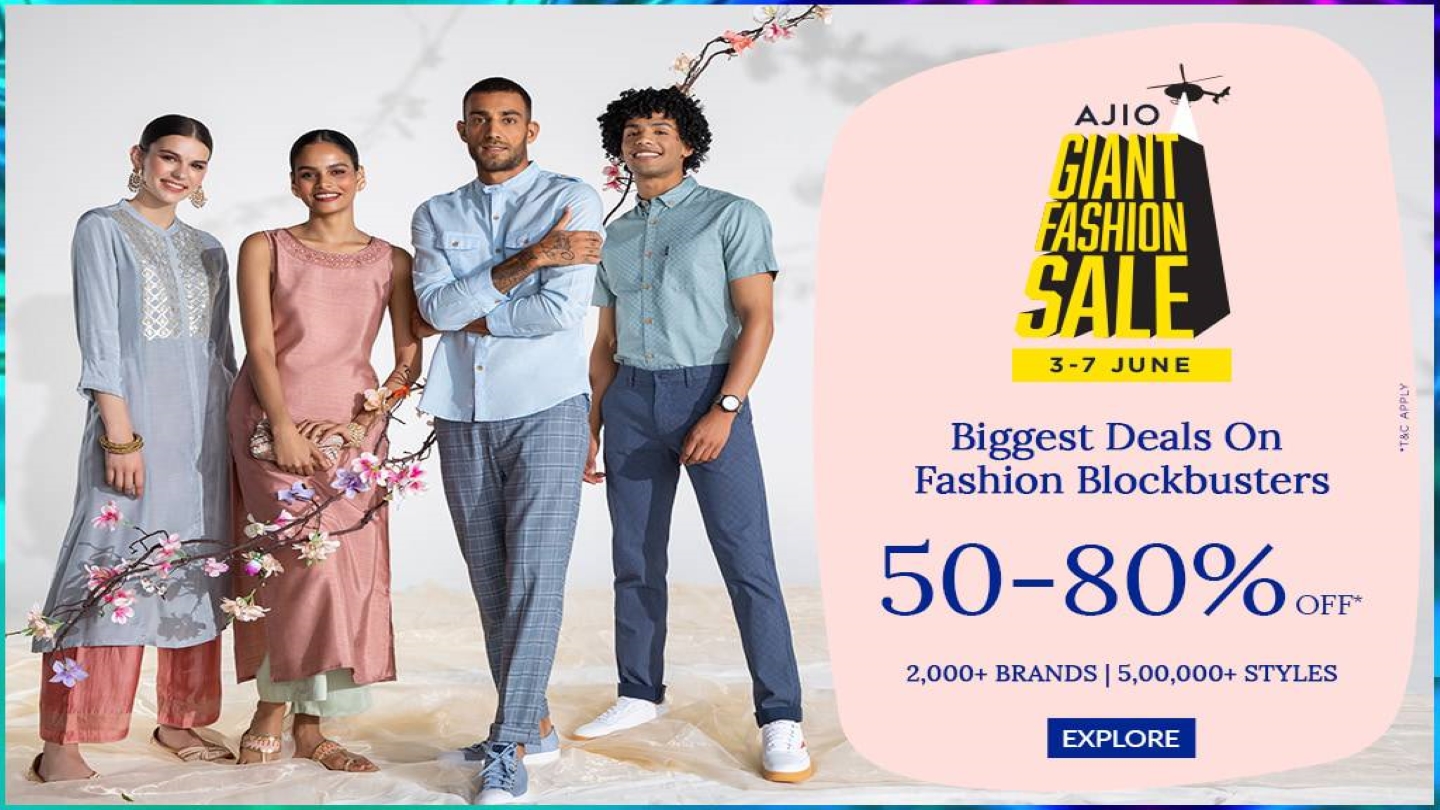 AJIO
GIANT
FASHION
SALE
3-7 JUNE
Biggest Deals On
Fashion Blockbusters
50-80% OFF*
2,000+ BRANDS | 5,00,000+ STYLES
EXPLORE
*T&C APPLY